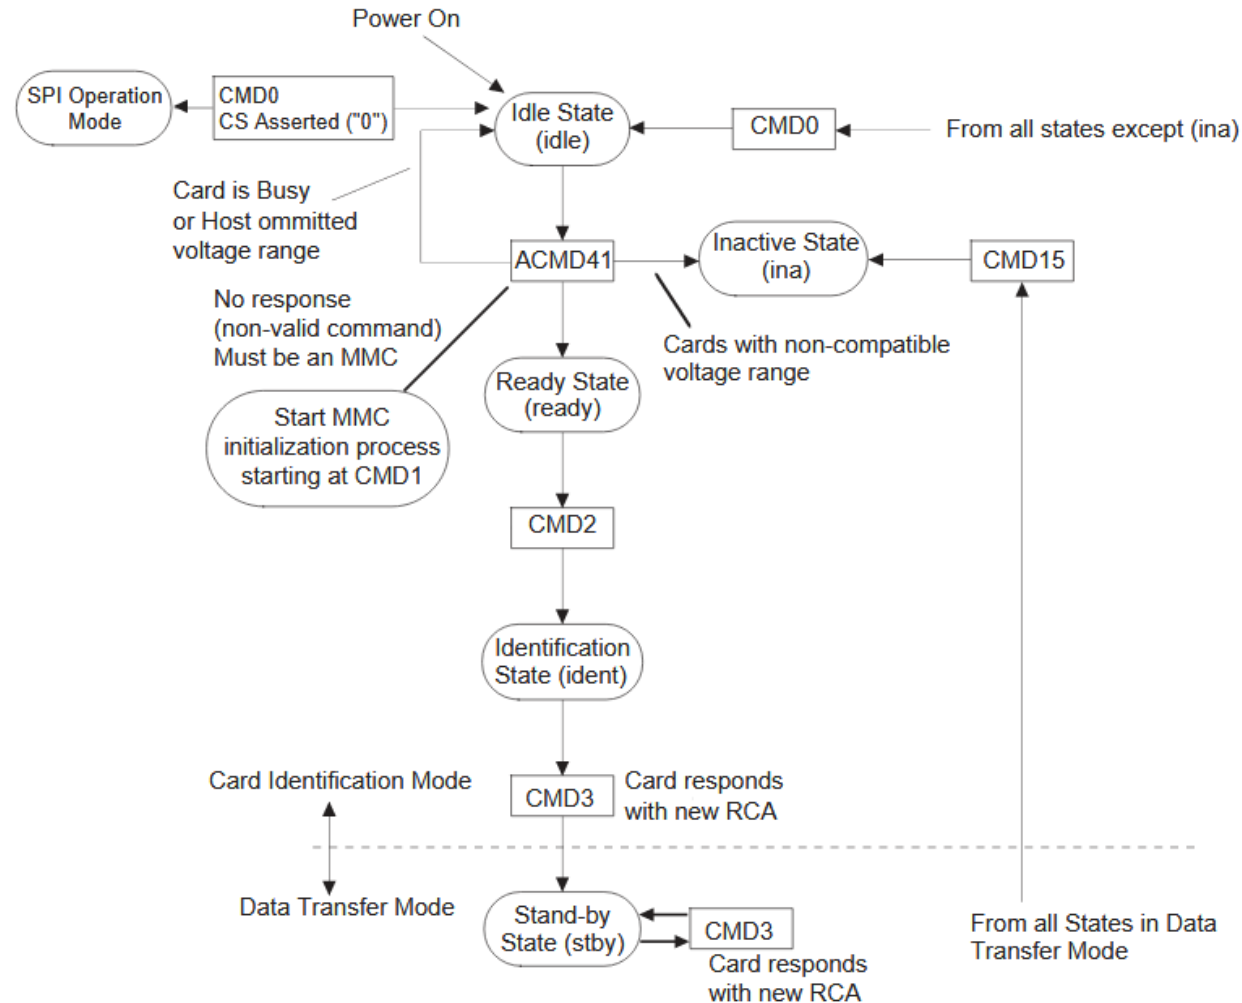 Power On
SPI Operation
Mode
CMD0
CS Asserted ("0")
Idle State
(idle)
CMD0
From all states except (ina)
Card is Busy
or Host ommitted
voltage range
ACMD41
Inactive State
(ina)
CMD15
No response
(non-valid command)
Must be an MMC
Cards with non-compatible
voltage range
Ready State
(ready)
Start MMC
initialization process
starting at CMD1
CMD2
Identification
State (ident)
Card Identification Mode
CMD3
Card responds
with new RCA
Data Transfer Mode
Stand-by
State (stby)
CMD3
Card responds
with new RCA
From all States in Data
Transfer Mode